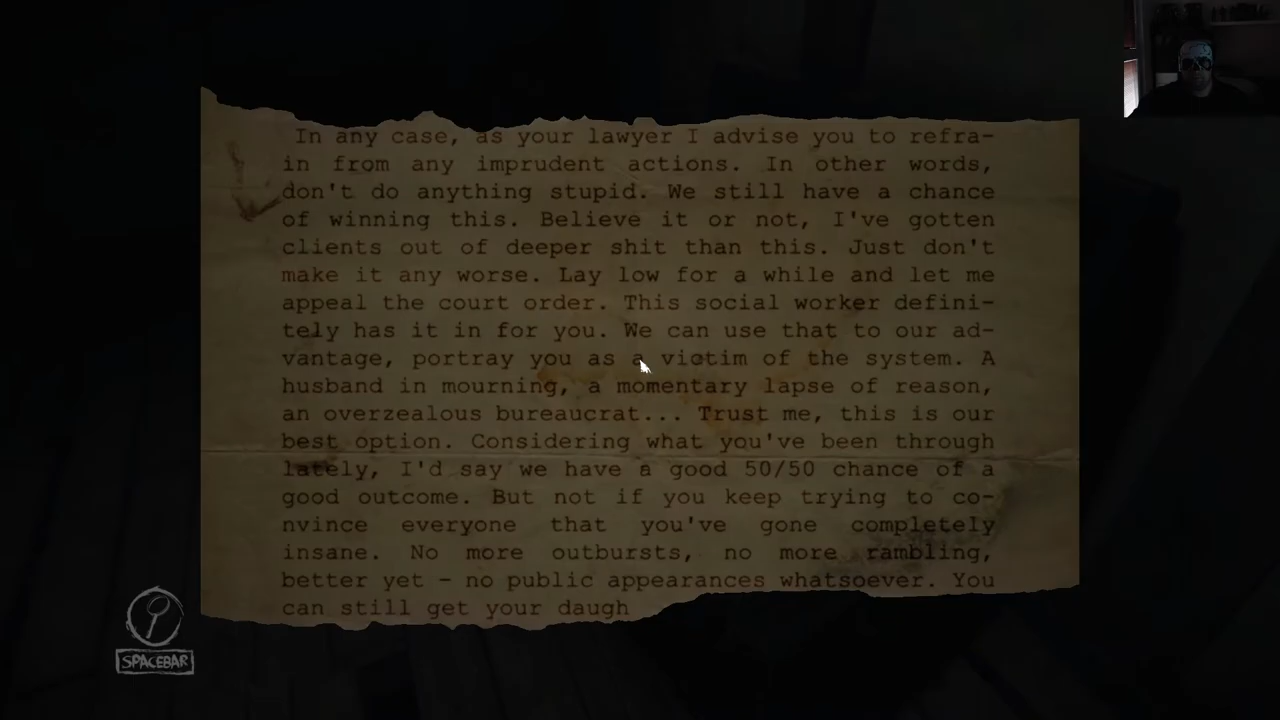 In any case, as your lawyer I advise you to refra-
in from any imprudent actions. In other words,
don't do anything stupid. We still have a chance
of winning this. Believe it or not, I've gotten
clients out of deeper shit than this. Just don't
make it any worse. Lay low for a while and let me
appeal the court order. This social worker defini-
tely has it in for you. We can use that to our ad-
vantage, portray you as a victim of the system. A
husband in mourning, a momentary lapse of reason,
an overzealous bureaucrat... Trust me, this is our
best option. Considering what you've been through
lately, I'd say we have a good 50/50 chance of a
good outcome. But not if you keep trying to co-
nvince everyone that you've gone completely
insane. No more outbursts, no more rambling,
better yet - no public appearances whatsoever. You
can still get your daugh
SPACEBAR